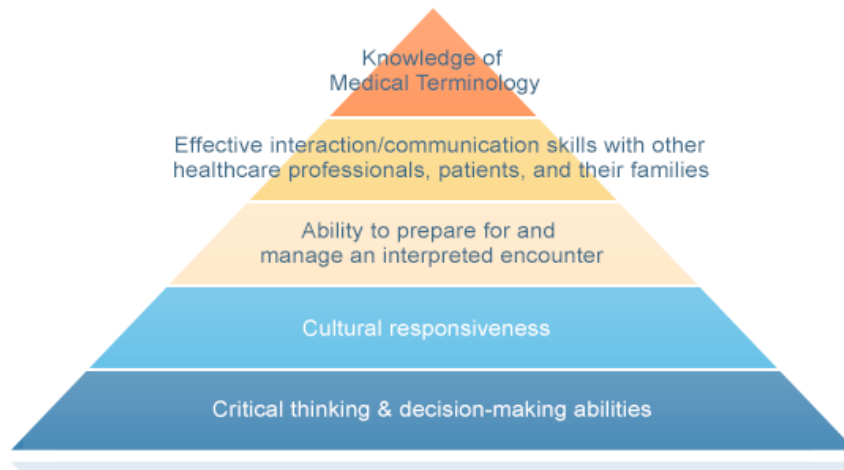 Knowledge of
Medical Terminology
Effective interaction/communication skills with other
healthcare professionals, patients, and their families
Ability to prepare for and
manage an interpreted encounter
Cultural responsiveness
Critical thinking & decision-making abilities